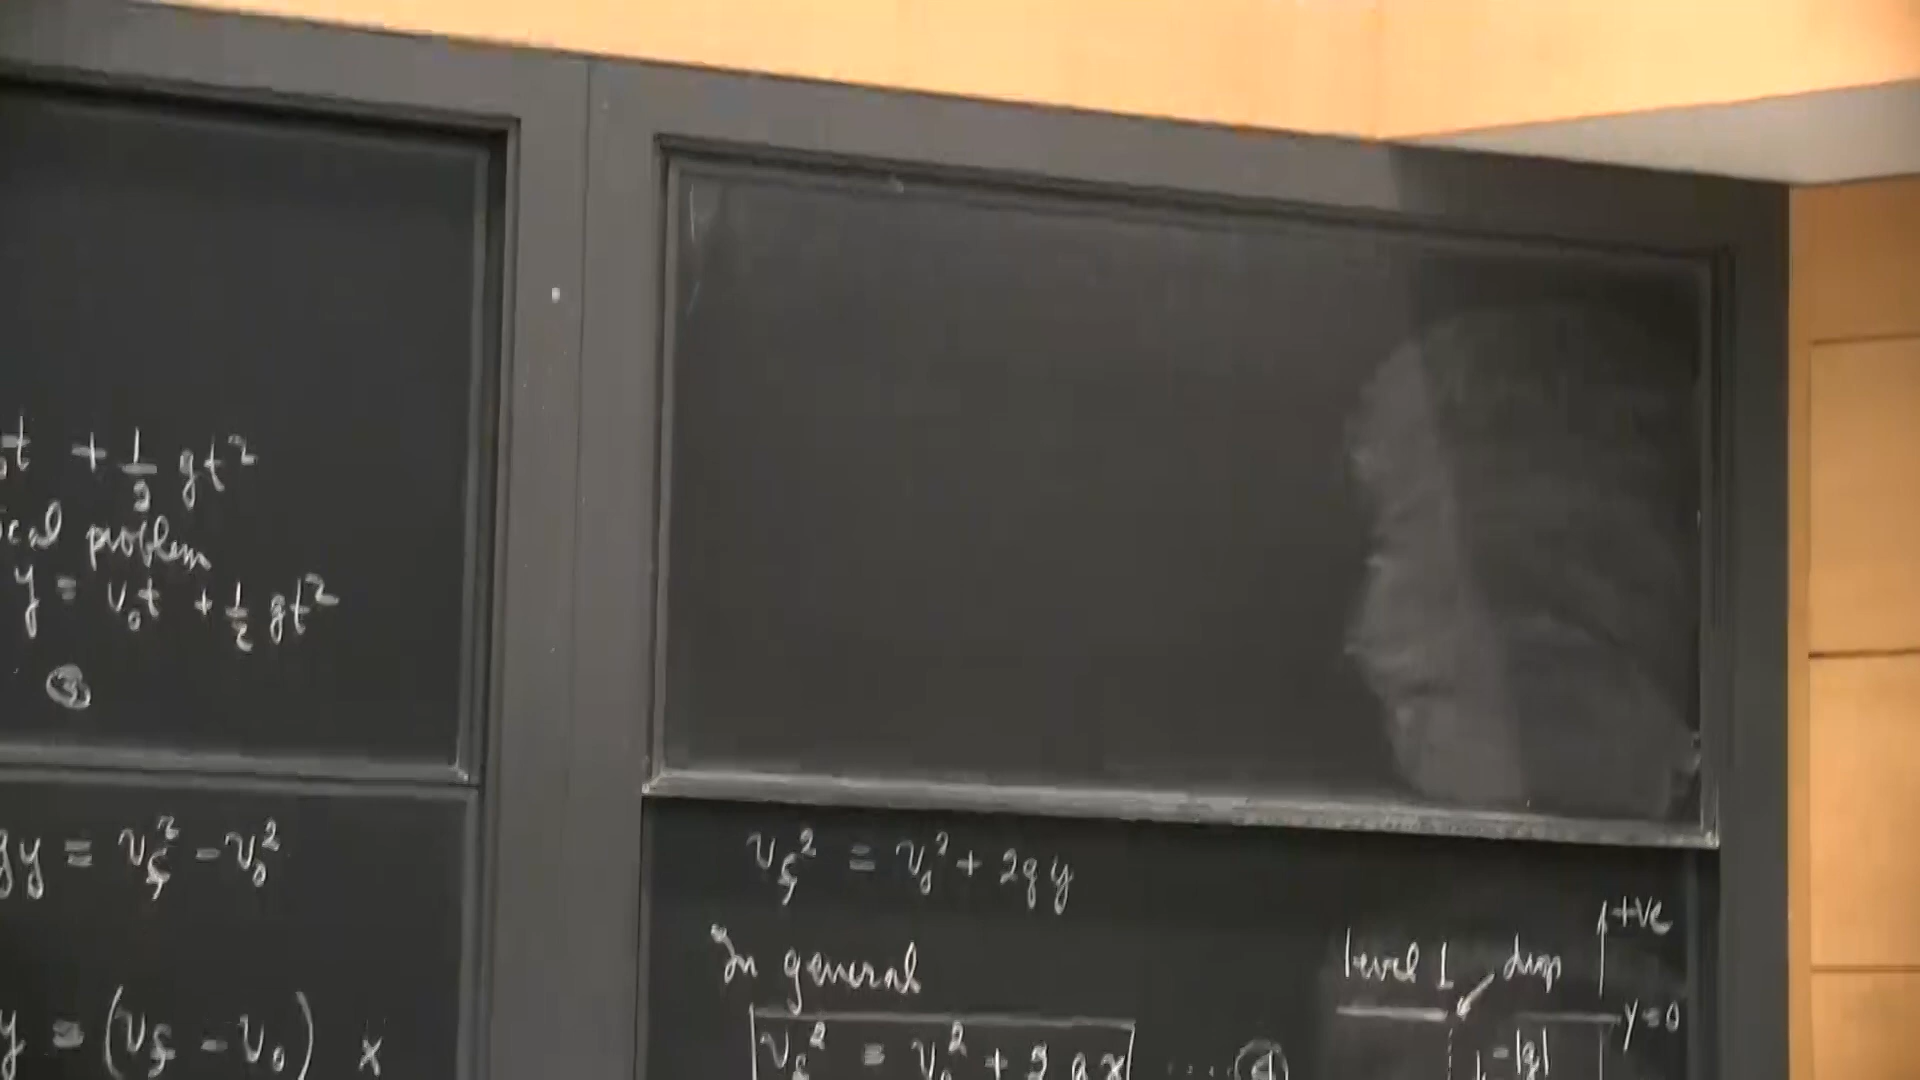 t + 1/2 gt²
ical problem
y = v₀t + 1/2 gt²
③
gy = v_f² - v₀²
y = (v_f - v₀) x
v_f² = v₀² + 2gy
In general
v_f² = v₀² + 2ax .... ④
level 1
drop
+ve
y=0
-|g|